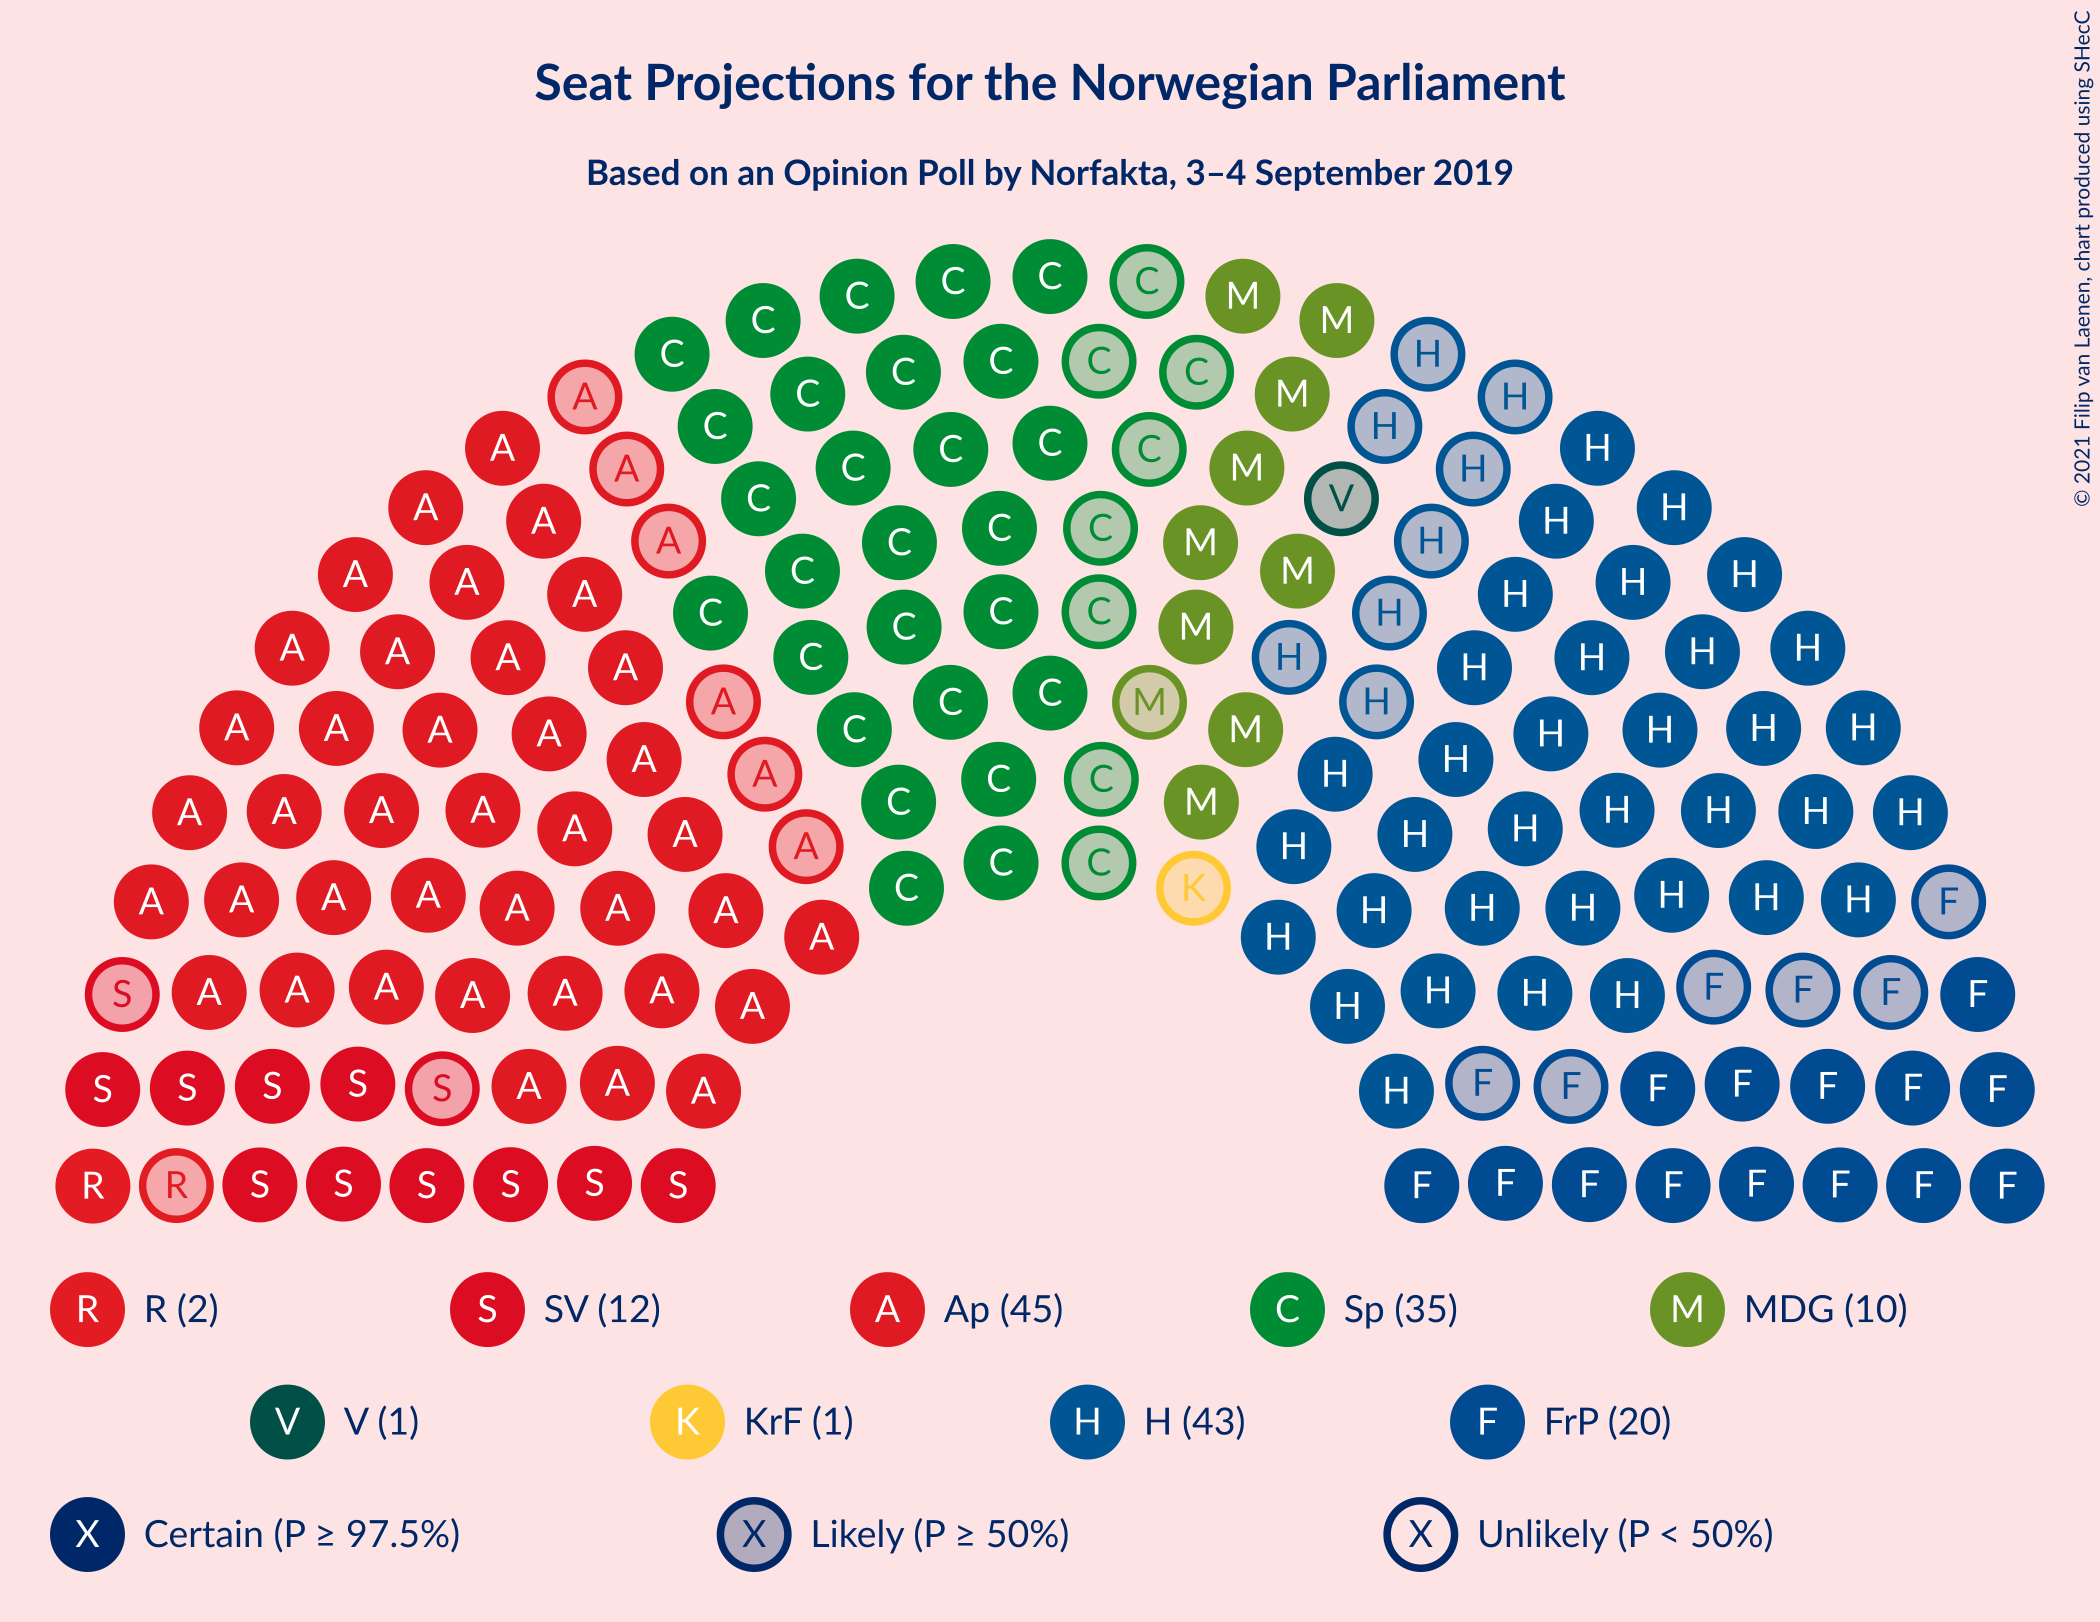 Seat Projections for the Norwegian Parliament
Based on an Opinion Poll by Norfakta, 3–4 September 2019
© 2021 Filip van Laenen, chart produced using SHecC
C C C C C M M
A C C C C C C M H H
A A C C C C C M H H H
A A A C C C C M V H H H
A A A C C C C C M M H H H H
A A A A A C C C M H H H H H H
A A A A A A C C C M H H H H H H
A A A A A A A C M H H H H H H H
A A A A A A A A C C C K H H H H H H H F
S A A A A A A A H H H H F F F F
S S S S S A A A H F F F F F F F
R R S S S S S S F F F F F F F F
R R (2) S SV (12) A Ap (45) C Sp (35) M MDG (10)
V V (1) K KrF (1) H H (43) F FrP (20)
X Certain (P ≥ 97.5%) X Likely (P ≥ 50%) X Unlikely (P < 50%)